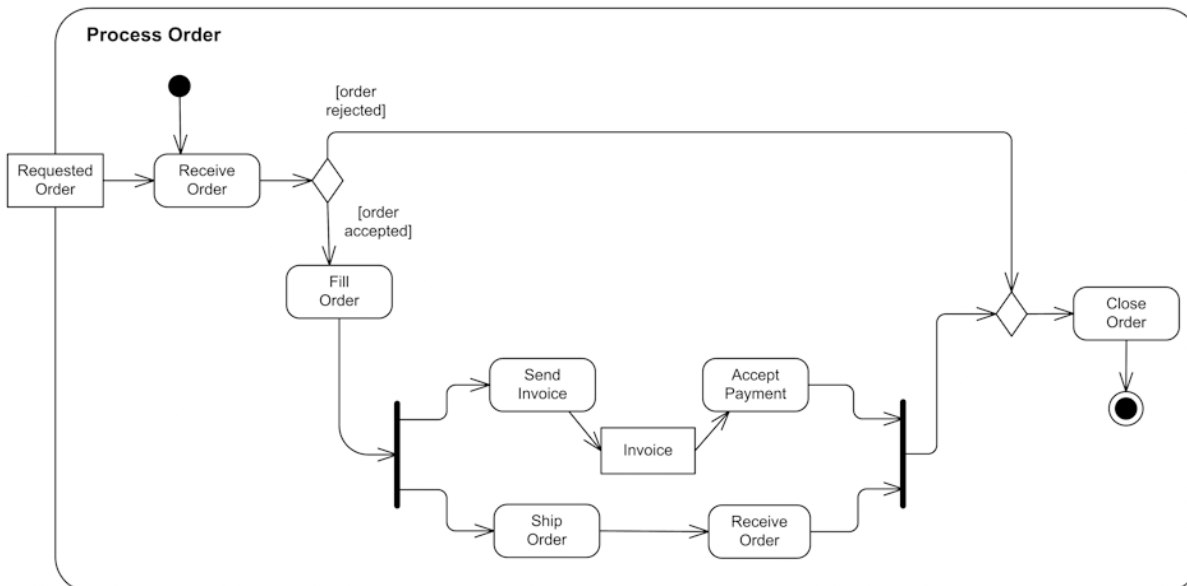 Process Order
[order
rejected]
Requested
Order
Receive
Order
[order
accepted]
Fill
Order
Close
Order
Send
Invoice
Accept
Payment
Invoice
Ship
Order
Receive
Order